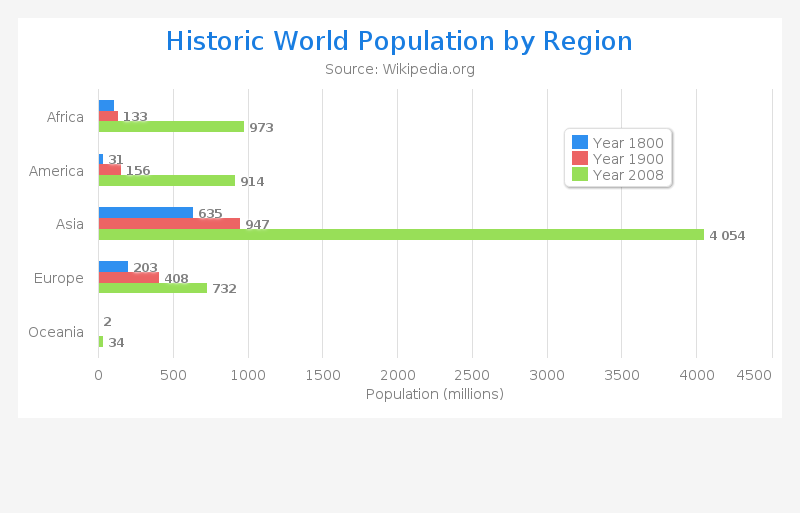 Historic World Population by Region
Source: Wikipedia.org
Africa
133
973
America
31
156
914
Asia
635
947
4 054
Europe
203
408
732
Oceania
2
34
Year 1800
Year 1900
Year 2008
0 500 1000 1500 2000 2500 3000 3500 4000 4500
Population (millions)